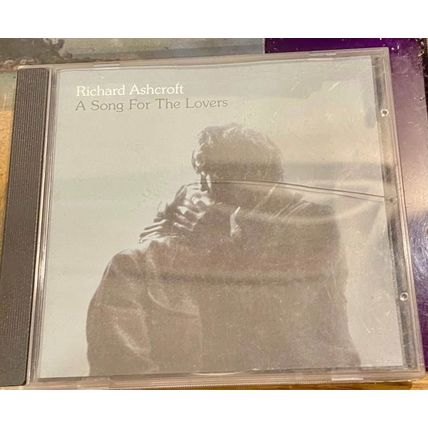 Richard Ashcroft
A Song For The Lovers